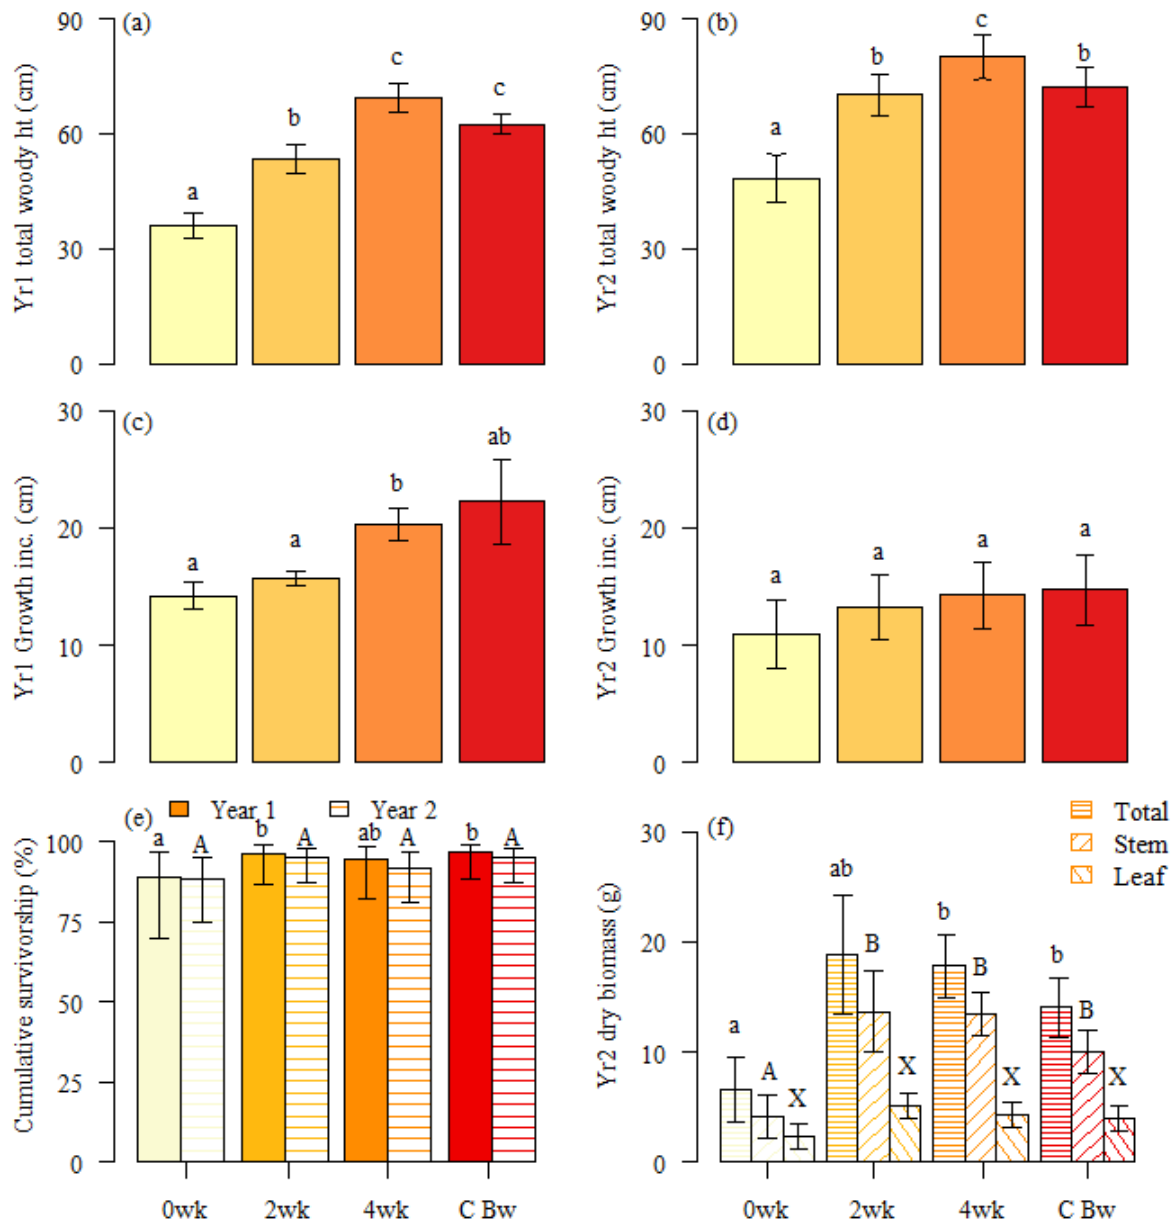 (a)
Yr1 total woody ht (cm)
90
60
30
0
a
b
c
c
(b)
Yr2 total woody ht (cm)
90
60
30
0
a
b
c
b
(c)
Yr1 Growth inc. (cm)
30
20
10
0
a
a
b
ab
(d)
Yr2 Growth inc. (cm)
30
20
10
0
a
a
a
a
(e)
Year 1
Year 2
Cumulative survivorship (%)
100
75
50
25
0
a
A
b
A
ab
A
b
A
0wk
2wk
4wk
C Bw
(f)
Total
Stem
Leaf
Yr2 dry biomass (g)
30
20
10
0
a
A
X
ab
B
X
b
B
X
b
B
X
0wk
2wk
4wk
C Bw